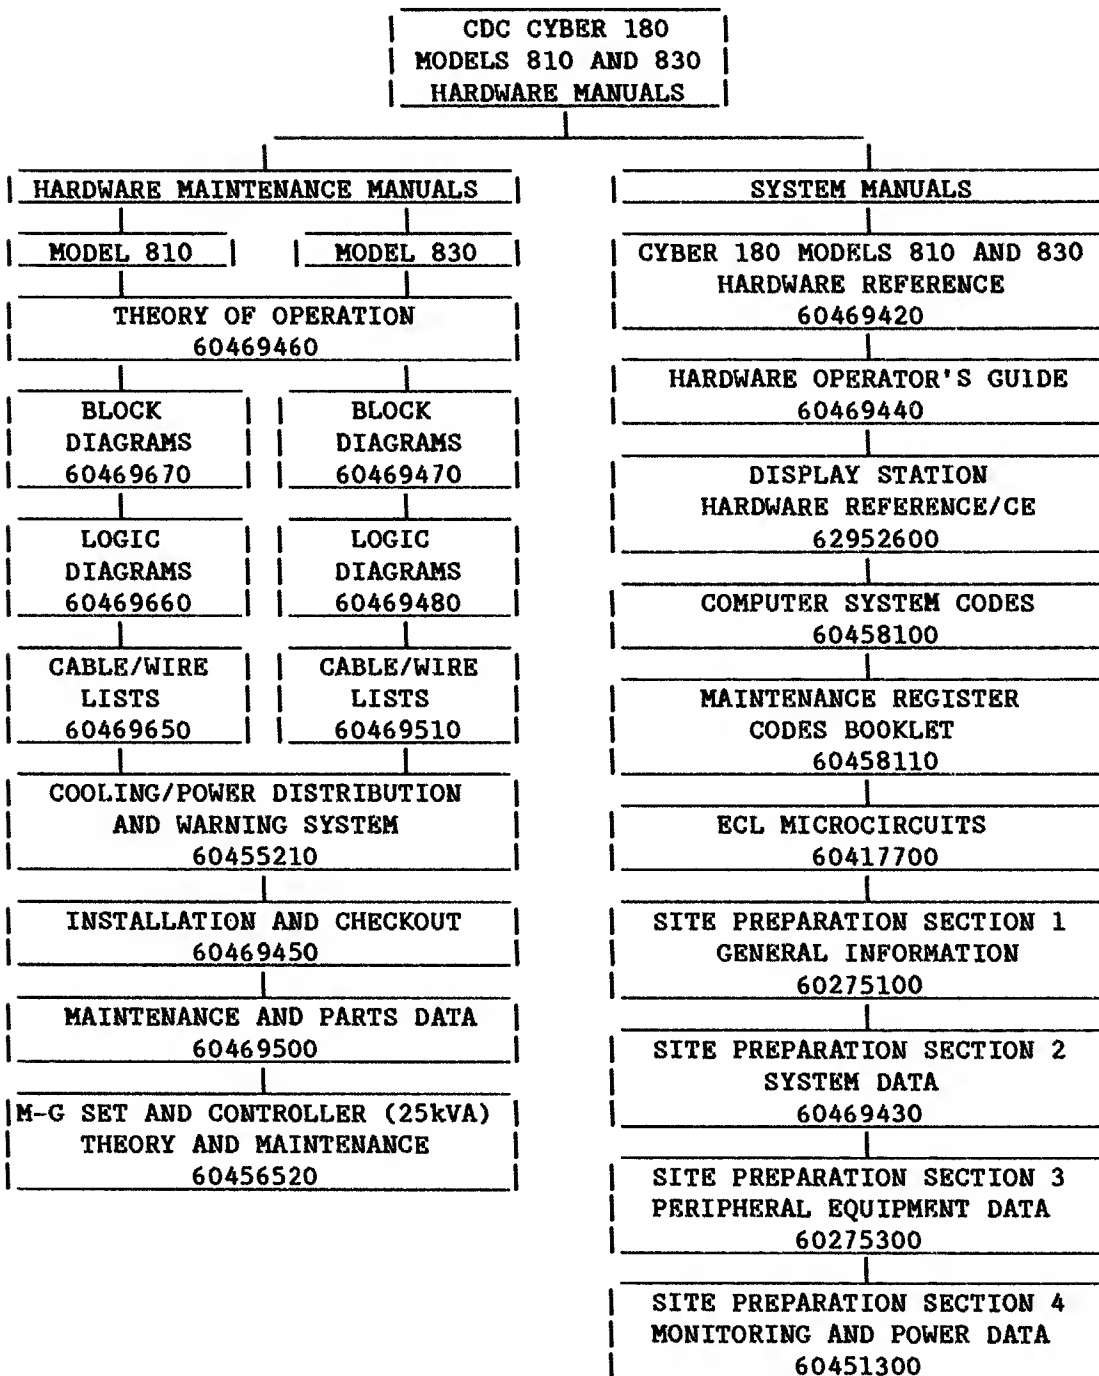 CDC CYBER 180
MODELS 810 AND 830
HARDWARE MANUALS
HARDWARE MAINTENANCE MANUALS
MODEL 810
MODEL 830
THEORY OF OPERATION
60469460
BLOCK
DIAGRAMS
60469670
BLOCK
DIAGRAMS
60469470
LOGIC
DIAGRAMS
60469660
LOGIC
DIAGRAMS
60469480
CABLE/WIRE
LISTS
60469650
CABLE/WIRE
LISTS
60469510
COOLING/POWER DISTRIBUTION
AND WARNING SYSTEM
60455210
INSTALLATION AND CHECKOUT
60469450
MAINTENANCE AND PARTS DATA
60469500
M-G SET AND CONTROLLER (25kVA)
THEORY AND MAINTENANCE
60456520
SYSTEM MANUALS
CYBER 180 MODELS 810 AND 830
HARDWARE REFERENCE
60469420
HARDWARE OPERATOR'S GUIDE
60469440
DISPLAY STATION
HARDWARE REFERENCE/CE
62952600
COMPUTER SYSTEM CODES
60458100
MAINTENANCE REGISTER
CODES BOOKLET
60458110
ECL MICROCIRCUITS
60417700
SITE PREPARATION SECTION 1
GENERAL INFORMATION
60275100
SITE PREPARATION SECTION 2
SYSTEM DATA
60469430
SITE PREPARATION SECTION 3
PERIPHERAL EQUIPMENT DATA
60275300
SITE PREPARATION SECTION 4
MONITORING AND POWER DATA
60451300